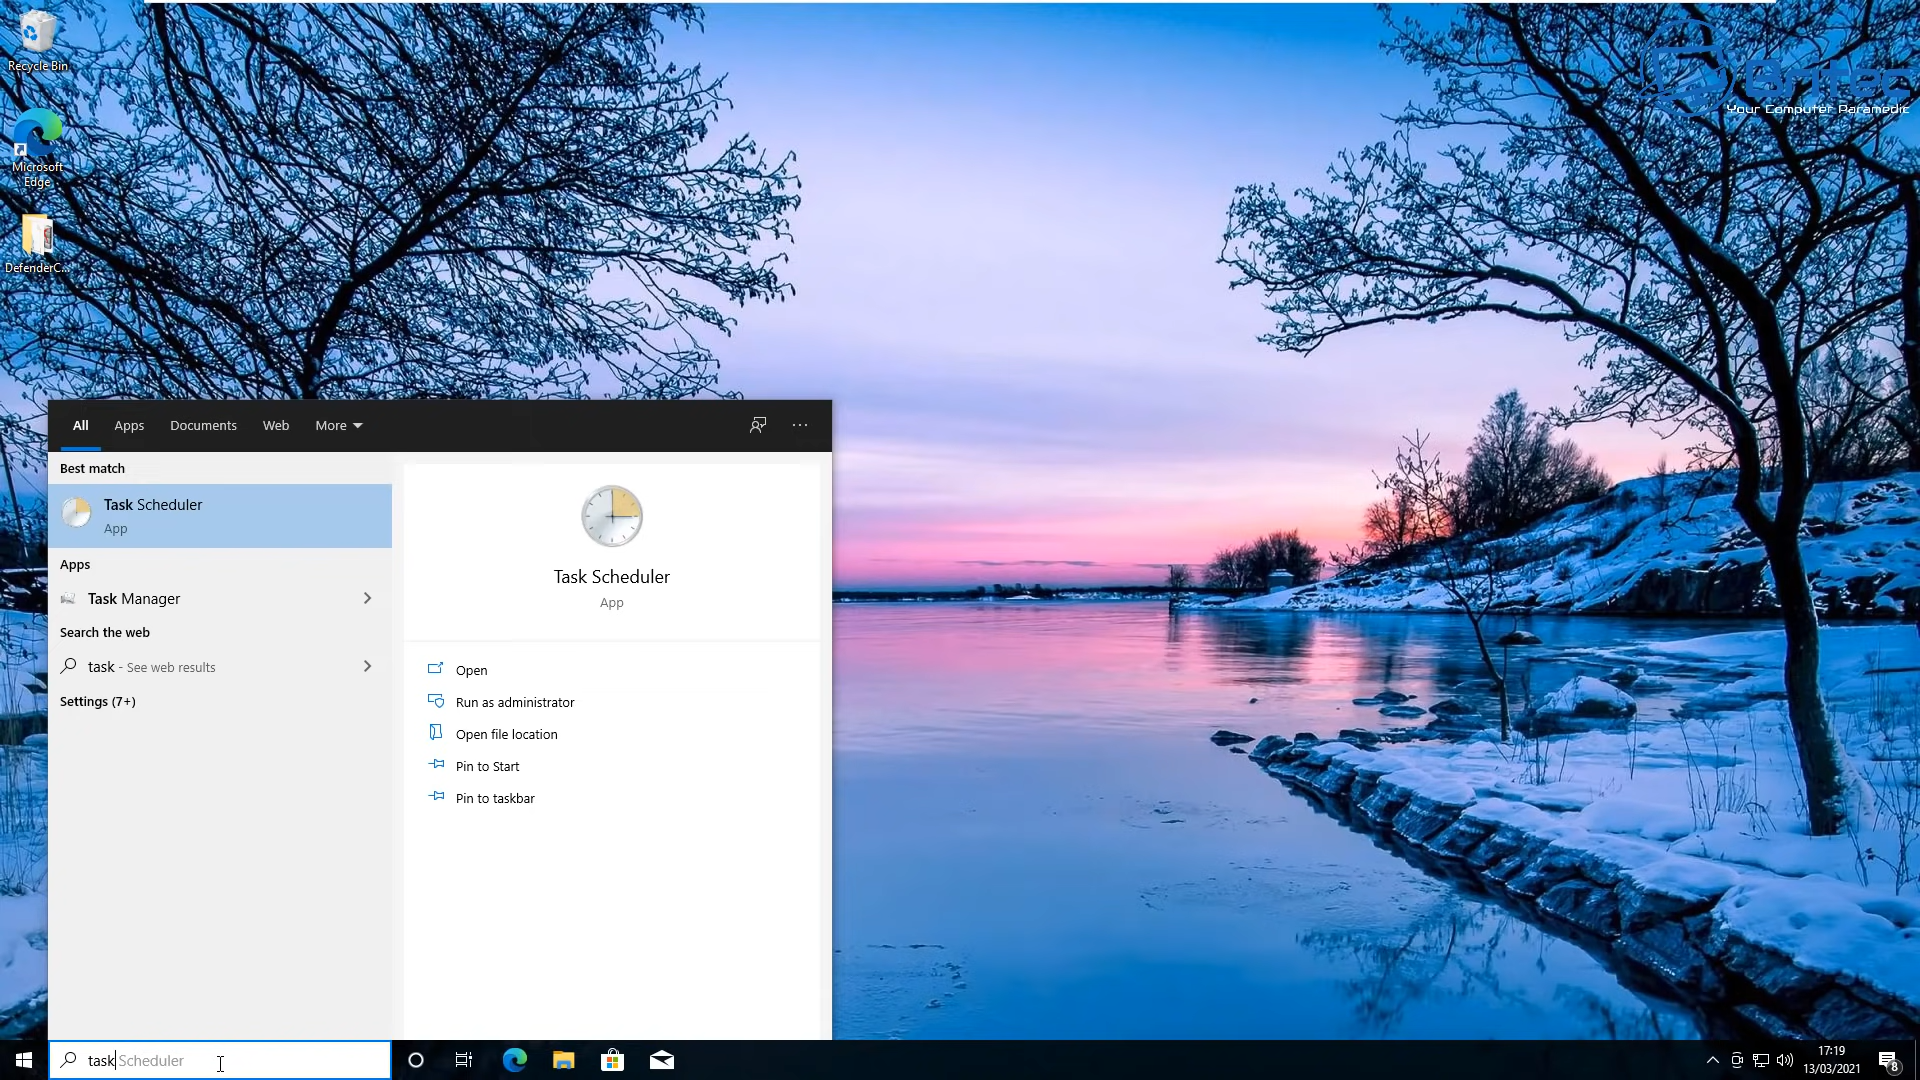 Recycle Bin
Microsoft
Edge
DefenderC...
Britec
Your Computer Paramedic
All
Apps
Documents
Web
More
...
Best match
Task Scheduler
App
Apps
Task Manager
Search the web
task - See web results
Settings (7+)
Task Scheduler
App
Open
Run as administrator
Open file location
Pin to Start
Pin to taskbar
task Scheduler
17:19
13/03/2021
8